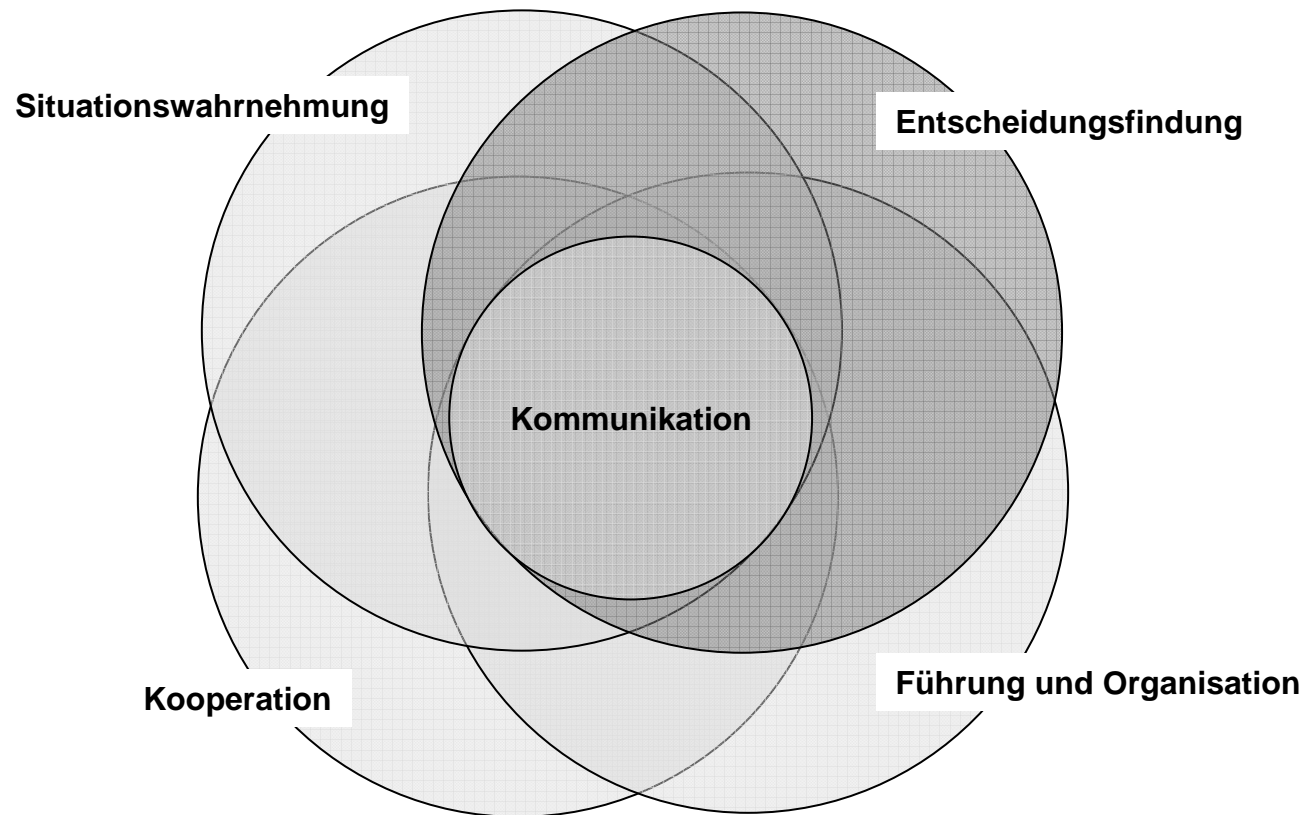 Situationswahrnehmung
Entscheidungsfindung
Kommunikation
Kooperation
Führung und Organisation